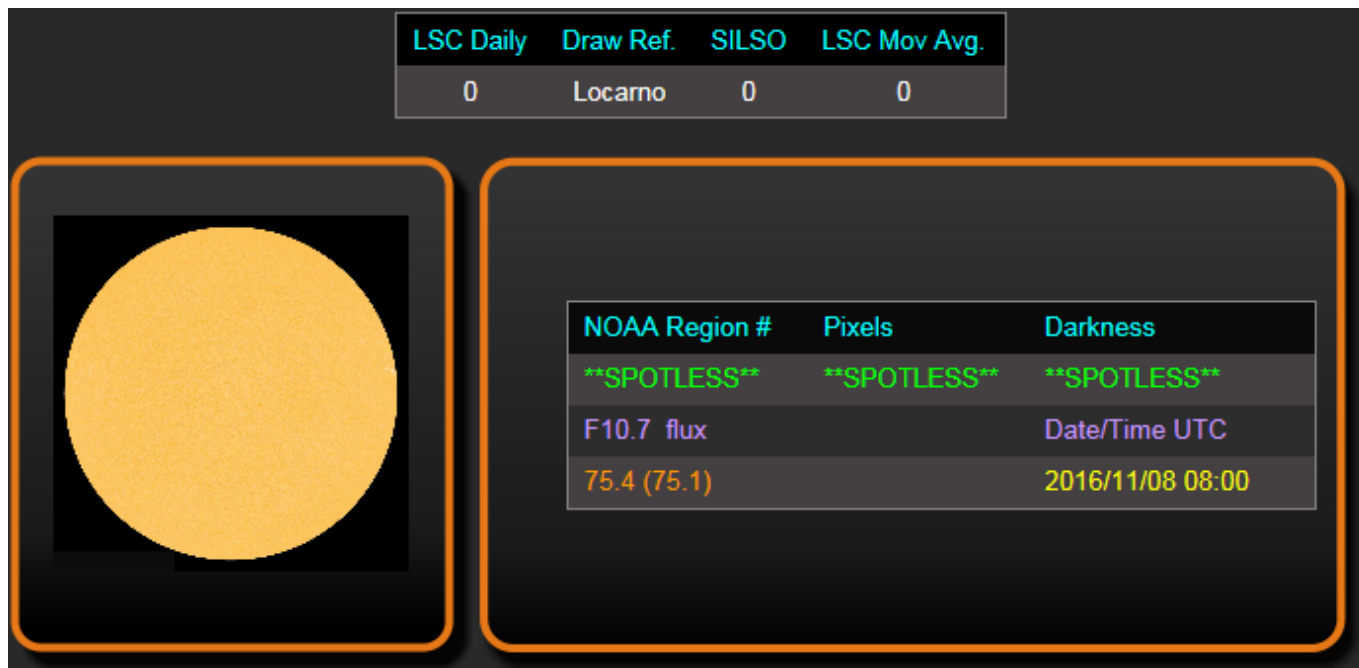 LSC Daily Draw Ref. SILSO LSC Mov Avg.
0 Locarno 0 0
NOAA Region # Pixels Darkness
**SPOTLESS** **SPOTLESS** **SPOTLESS**
F10.7 flux Date/Time UTC
75.4 (75.1) 2016/11/08 08:00